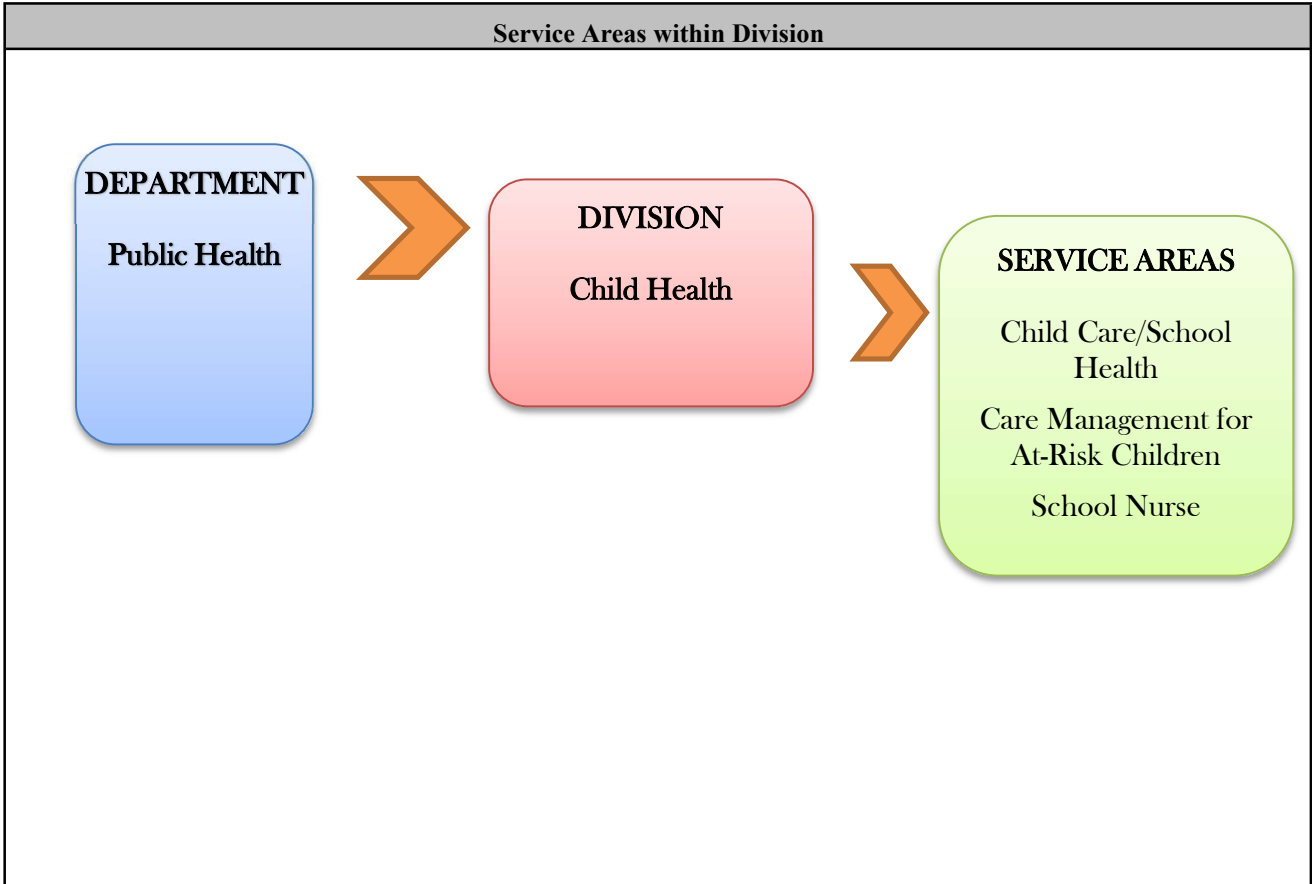 Service Areas within Division
DEPARTMENT
Public Health
DIVISION
Child Health
SERVICE AREAS
Child Care/School
Health
Care Management for
At-Risk Children
School Nurse